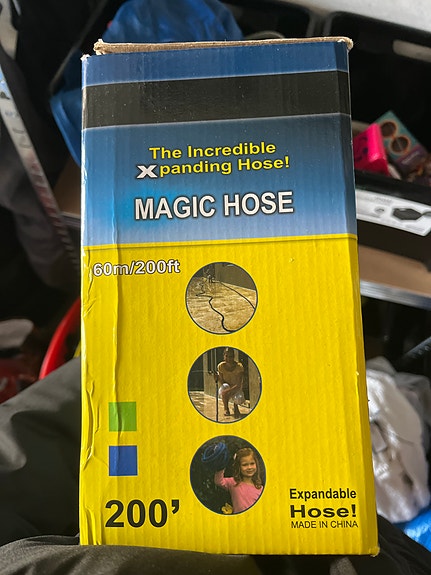 The Incredible
Xpanding Hose!
MAGIC HOSE
60m/200ft
200'
Expandable
Hose!
MADE IN CHINA